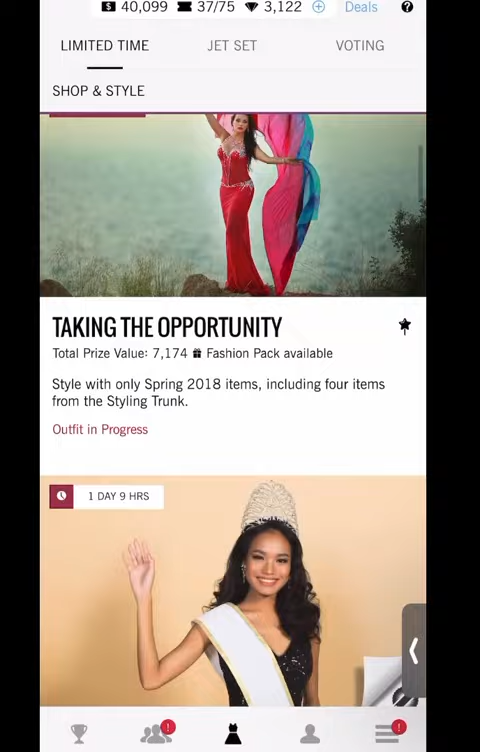 40,099 37/75 3,122 Deals ?
LIMITED TIME JET SET VOTING
SHOP & STYLE
TAKING THE OPPORTUNITY
Total Prize Value: 7,174 Fashion Pack available
Style with only Spring 2018 items, including four items
from the Styling Trunk.
Outfit in Progress
1 DAY 9 HRS
! !